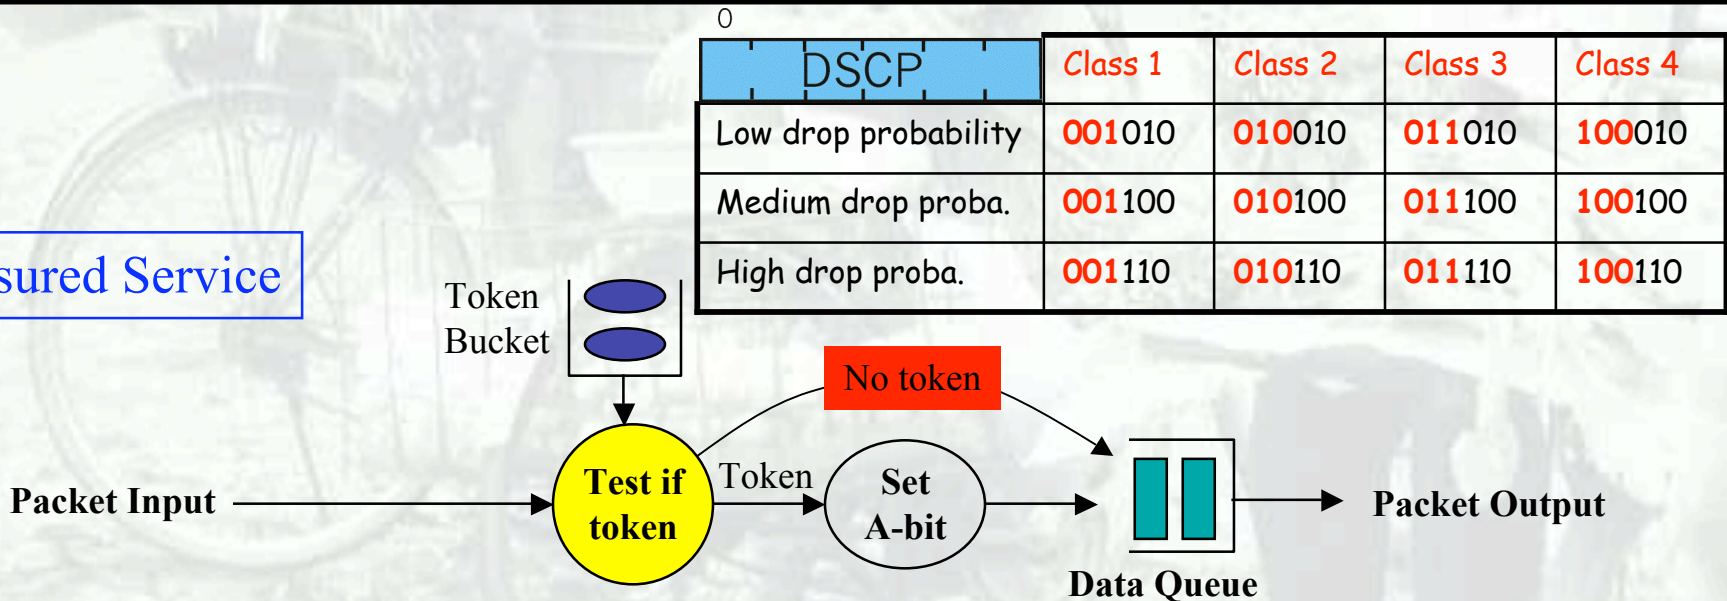 0
DSCP Class 1 Class 2 Class 3 Class 4
Low drop probability 001010 010010 011010 100010
Medium drop proba. 001100 010100 011100 100100
High drop proba. 001110 010110 011110 100110
sured Service
Token
Bucket
No token
Packet Input
Test if
token
Token
Set
A-bit
Packet Output
Data Queue